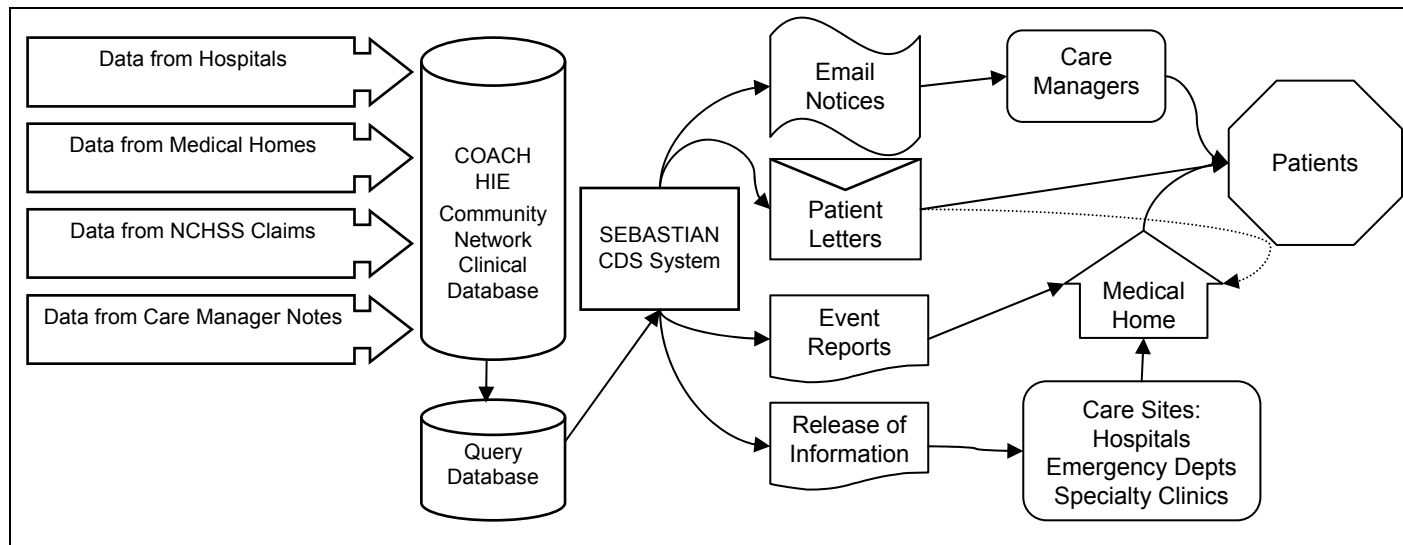 Data from Hospitals
Data from Medical Homes
Data from NCHSS Claims
Data from Care Manager Notes
COACH
HIE
Community
Network
Clinical
Database
Query
Database
SEBASTIAN
CDS System
Email
Notices
Patient
Letters
Event
Reports
Release of
Information
Care
Managers
Patients
Medical
Home
Care Sites:
Hospitals
Emergency Depts
Specialty Clinics